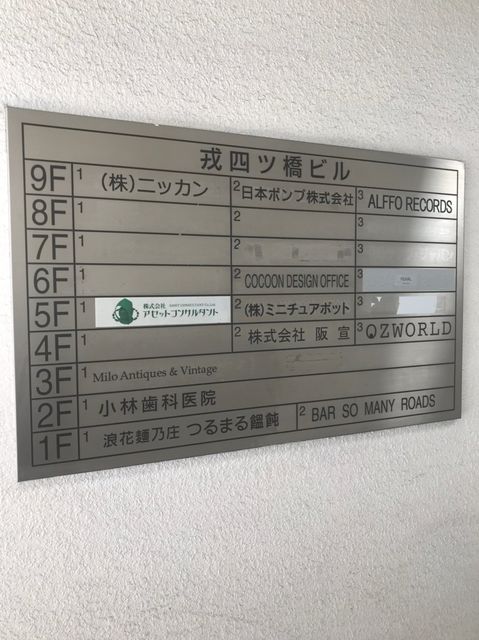 戎四ツ橋ビル
9F 1 (株)ニッカン 2 日本ポンプ株式会社 3 ALFFO RECORDS
8F 1 2 3
7F 1 2 3
6F 1 2 COCOON DESIGN OFFICE 3
5F 1 株式会社 アセットコンサルタント 2 (株)ミニチュアポット 3
4F 1 2 株式会社 阪宣 3 OZWORLD
3F 1 Milo Antiques & Vintage
2F 1 小林歯科医院
1F 1 浪花麺乃庄 つるまる饂飩 2 BAR SO MANY ROADS